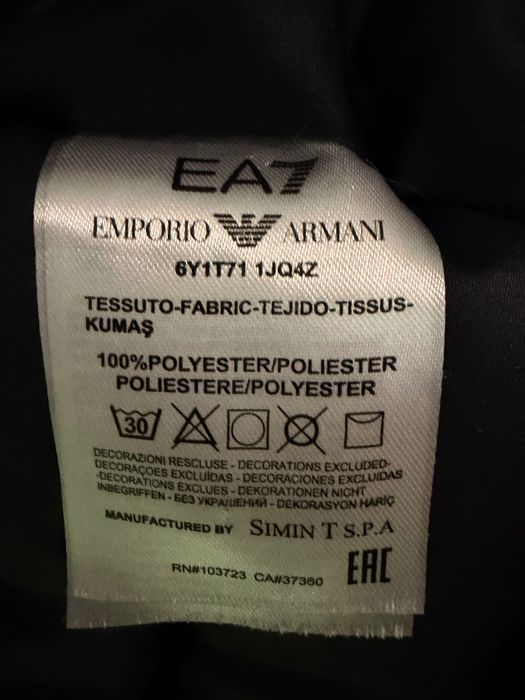 EA7
EMPORIO ARMANI
6Y1T71 1JQ4Z
TESSUTO-FABRIC-TEJIDO-TISSUS-
KUMAŞ
100%POLYESTER/POLIESTER
POLIESTERE/POLYESTER
30
DECORAZIONI RESCLUSE - DECORATIONS EXCLUDED-
DECORAÇOES EXCLUÍDAS - DECORACIONES EXCLUIDAS
-DECORATIONS EXCLUES - DEKORATIONEN NICHT
INBEGRIFFEN - БЕЗ УКРАШЕНИЙ - DEKORASYON HARİÇ
MANUFACTURED BY SIMIN T S.P.A
RN#103723 CA#37360 EAC